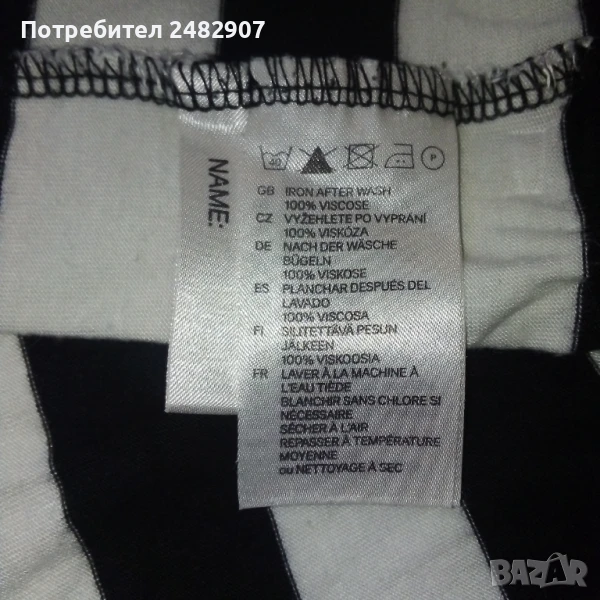 Потребител 2482907
NAME:
40 P
GB IRON AFTER WASH
100% VISCOSE
CZ VYŽEHLETE PO VYPRÁNÍ
100% VISKÓZA
DE NACH DER WÄSCHE
BÜGELN
100% VISKOSE
ES PLANCHAR DESPUÉS DEL
LAVADO
100% VISCOSA
FI SILITETTÄVÄ PESUN
JÄLKEEN
100% VISKOOSIA
FR LAVER À LA MACHINE À
L'EAU TIÈDE
BLANCHIR SANS CHLORE SI
NÉCESSAIRE
SÉCHER À L'AIR
REPASSER À TEMPÉRATURE
MOYENNE
OU NETTOYAGE À SEC
BAZAR